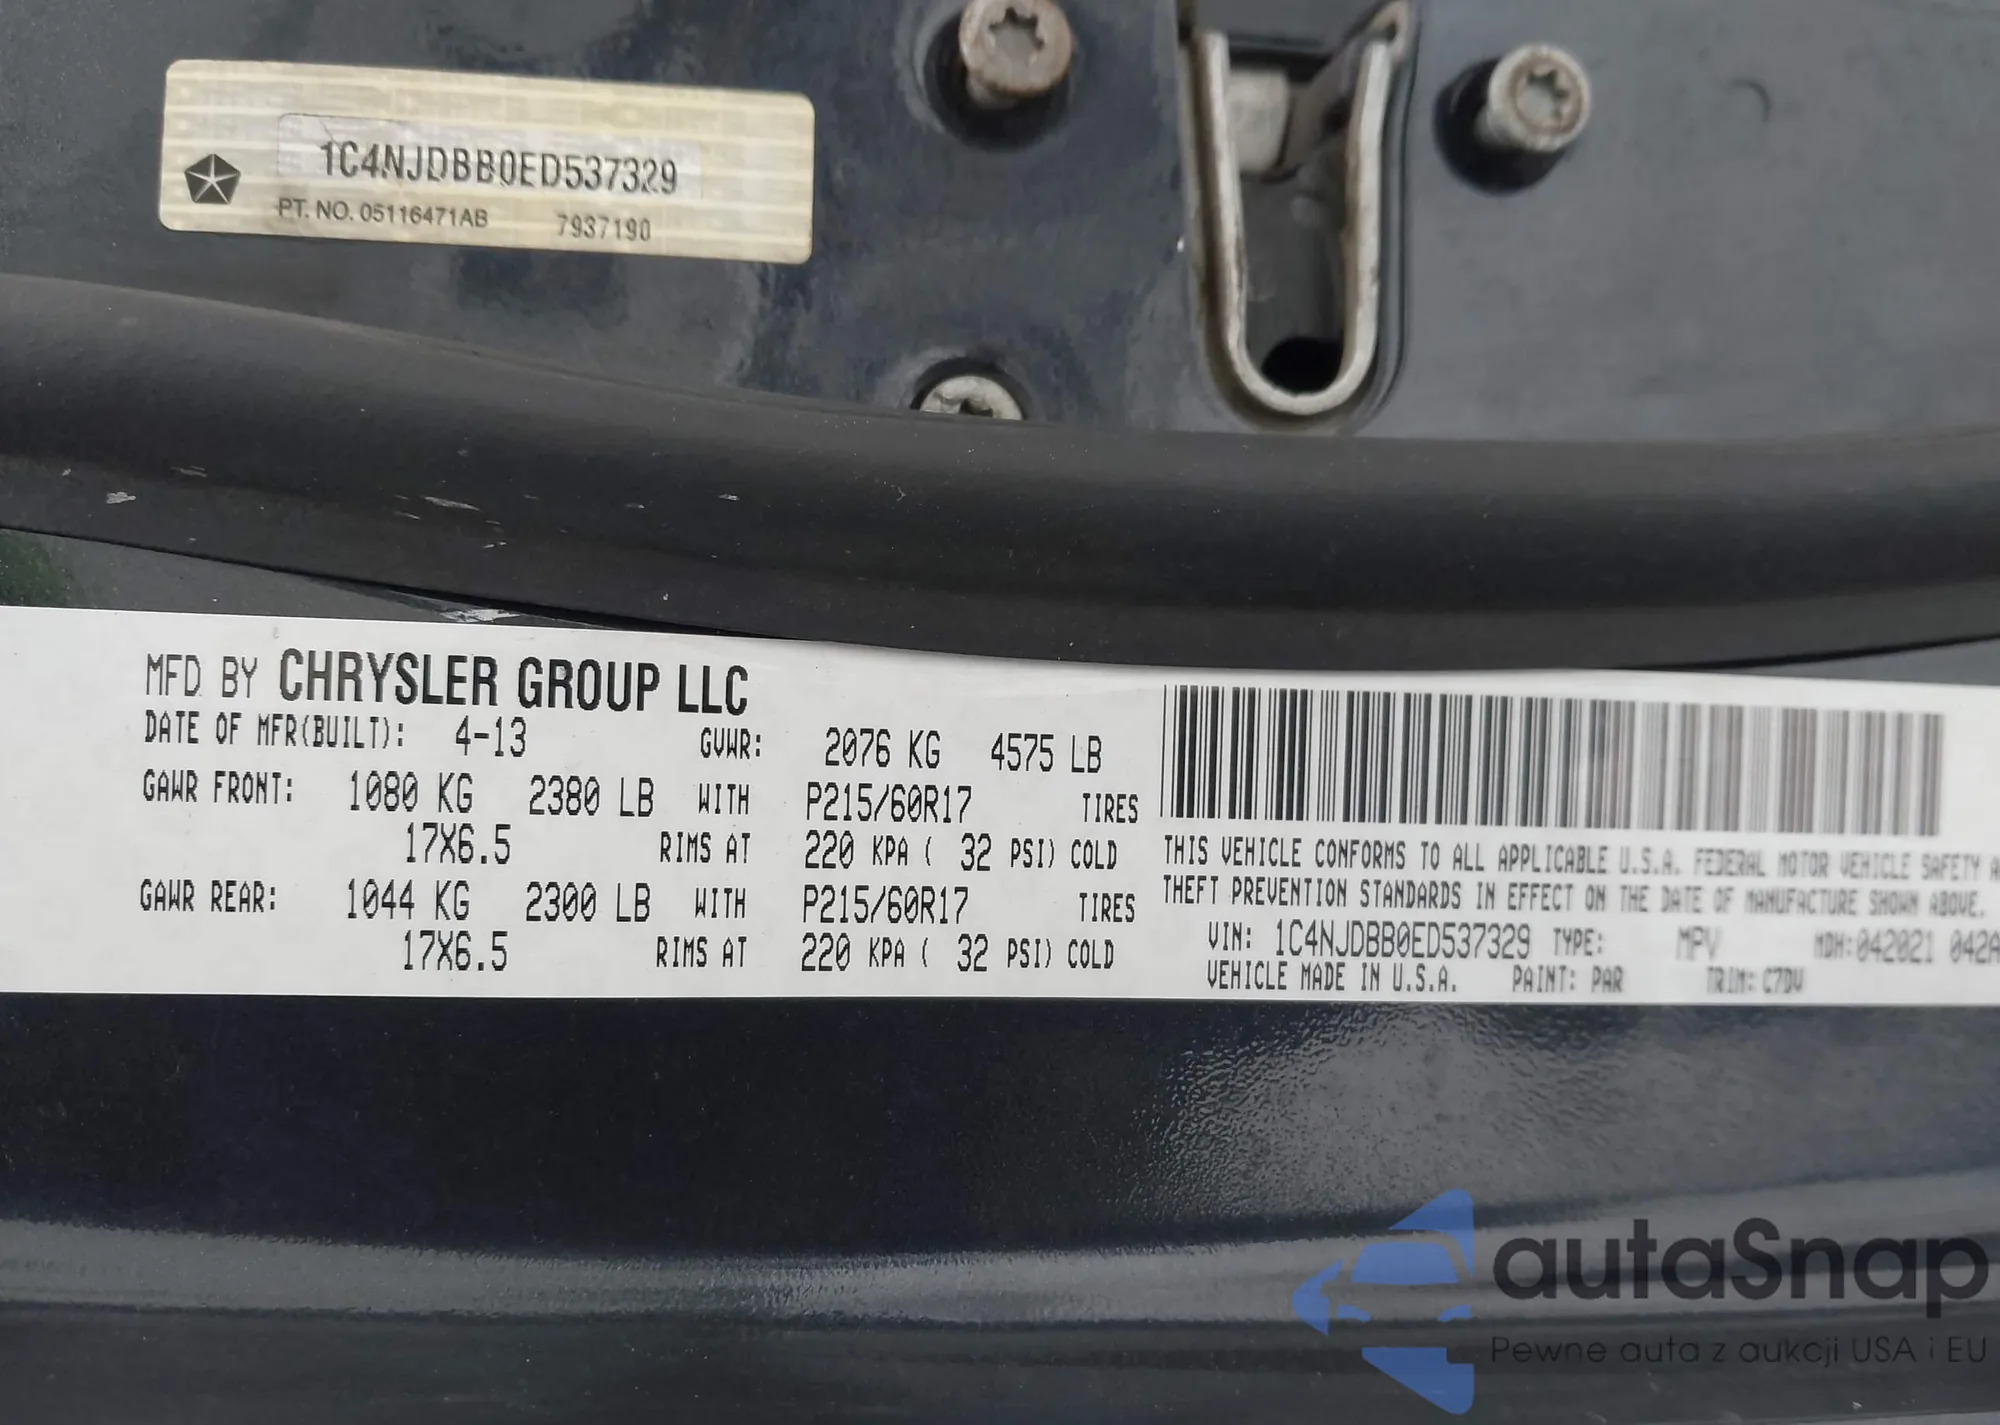 1C4NJDBB0ED537329
PT. NO. 05116471AB 7937190
MFD BY CHRYSLER GROUP LLC
DATE OF MFR(BUILT): 4-13 GVWR: 2076 KG 4575 LB
GAWR FRONT: 1080 KG 2380 LB WITH P215/60R17 TIRES
17X6.5 RIMS AT 220 KPA ( 32 PSI) COLD
GAWR REAR: 1044 KG 2300 LB WITH P215/60R17 TIRES
17X6.5 RIMS AT 220 KPA ( 32 PSI) COLD
THIS VEHICLE CONFORMS TO ALL APPLICABLE U.S.A. FEDERAL MOTOR VEHICLE SAFETY
THEFT PREVENTION STANDARDS IN EFFECT ON THE DATE OF MANUFACTURE SHOWN ABOVE.
VIN: 1C4NJDBB0ED537329 TYPE: MPV MDH:042021 042A
VEHICLE MADE IN U.S.A. PAINT: PAR TRIM: C7DV
autaSnap
Pewne auta z aukcji USA i EU